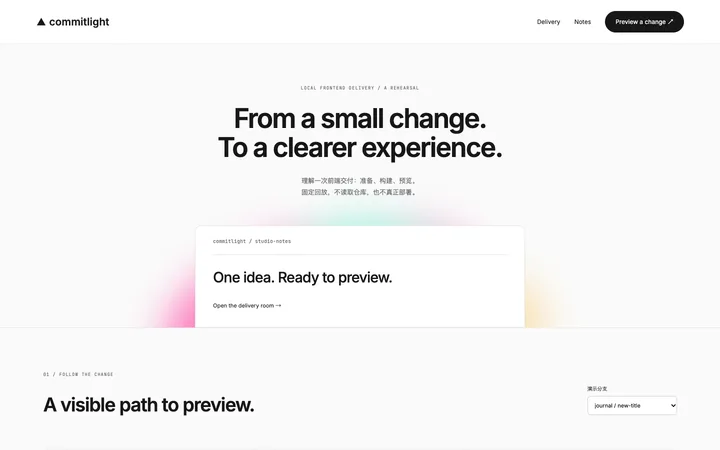 ▲ commitlight
Delivery
Notes
Preview a change ↗
LOCAL FRONTEND DELIVERY / A REHEARSAL
From a small change.
To a clearer experience.
理解一次前端交付：准备、构建、预览。
固定回放，不读取仓库，也不真正部署。
commitlight / studio-notes
One idea. Ready to preview.
Open the delivery room →
01 / FOLLOW THE CHANGE
A visible path to preview.
演示分支
journal / new-title